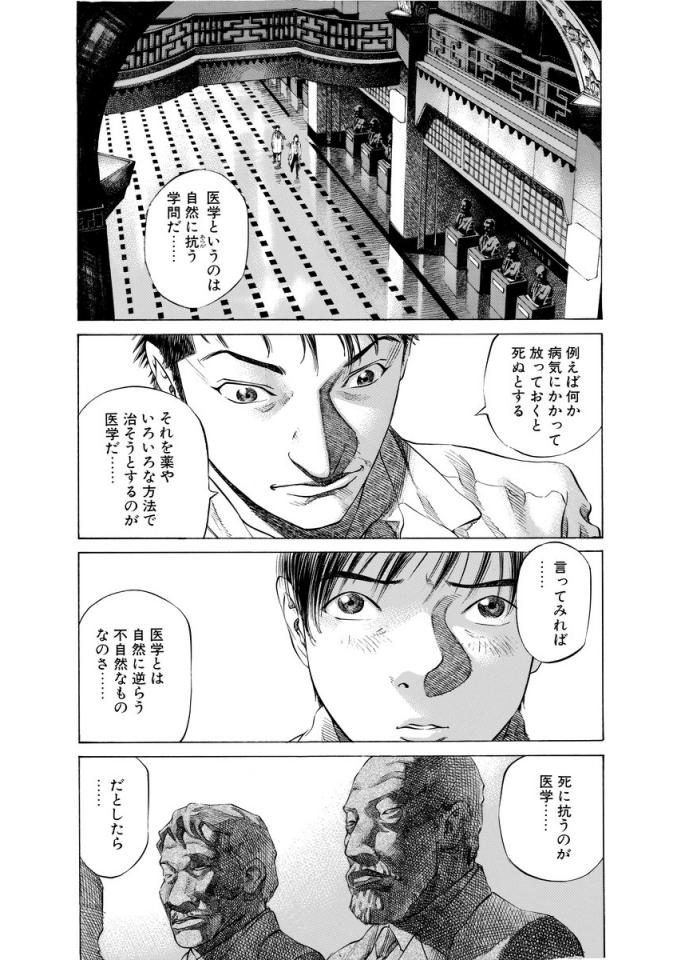 医学というのは
自然に抗う
学問だ……
あらが
例えば何か
病気にかかって
放っておくと
死ぬとする
それを薬や
いろいろな方法で
治そうとするのが
医学だ……
言ってみれば
……
医学とは
自然に逆らう
不自然なもの
なのさ……
死に抗うのが
医学……
だとしたら
……